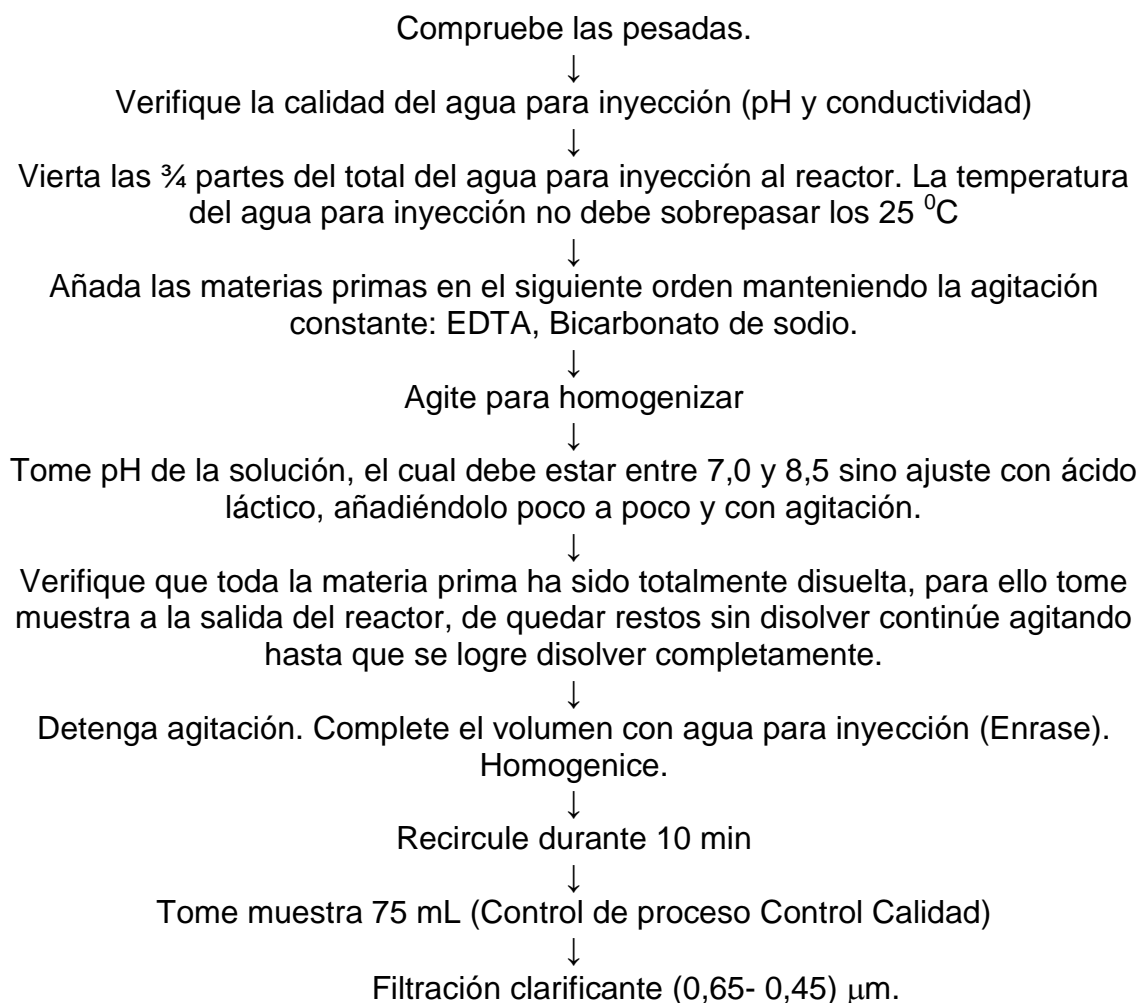 Compruebe las pesadas.
↓
Verifique la calidad del agua para inyección (pH y conductividad)
↓
Vierta las ¾ partes del total del agua para inyección al reactor. La temperatura
del agua para inyección no debe sobrepasar los 25 ⁰C
↓
Añada las materias primas en el siguiente orden manteniendo la agitación
constante: EDTA, Bicarbonato de sodio.
↓
Agite para homogenizar
↓
Tome pH de la solución, el cual debe estar entre 7,0 y 8,5 sino ajuste con ácido
láctico, añadiéndolo poco a poco y con agitación.
↓
Verifique que toda la materia prima ha sido totalmente disuelta, para ello tome
muestra a la salida del reactor, de quedar restos sin disolver continúe agitando
hasta que se logre disolver completamente.
↓
Detenga agitación. Complete el volumen con agua para inyección (Enrase).
Homogenice.
↓
Recircule durante 10 min
↓
Tome muestra 75 mL (Control de proceso Control Calidad)
↓
Filtración clarificante (0,65- 0,45) μm.